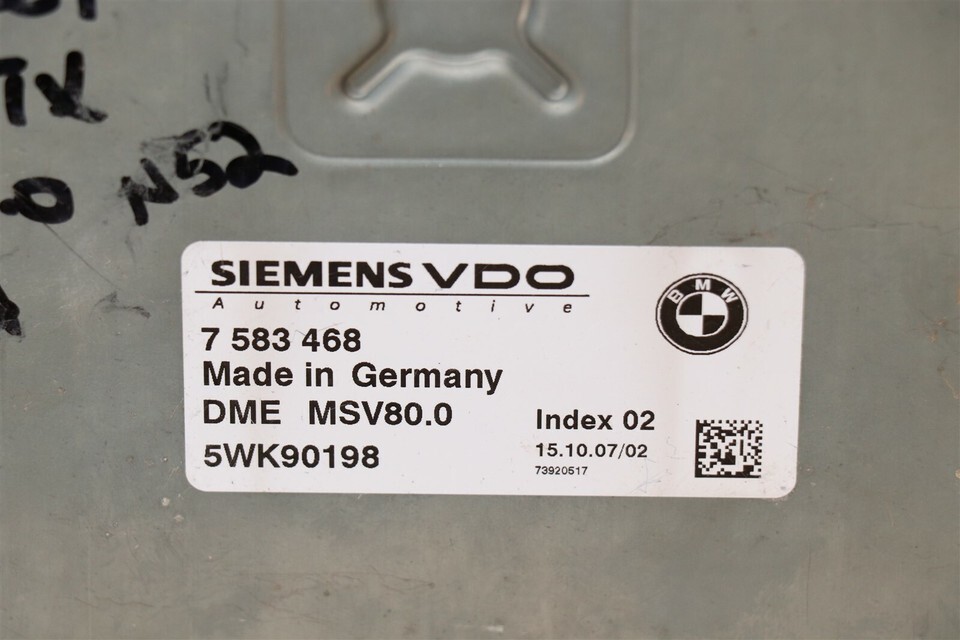 N52
SIEMENS VDO
Automotive
BMW
7 583 468
Made in Germany
DME MSV80.0
Index 02
5WK90198
15.10.07/02
73920517